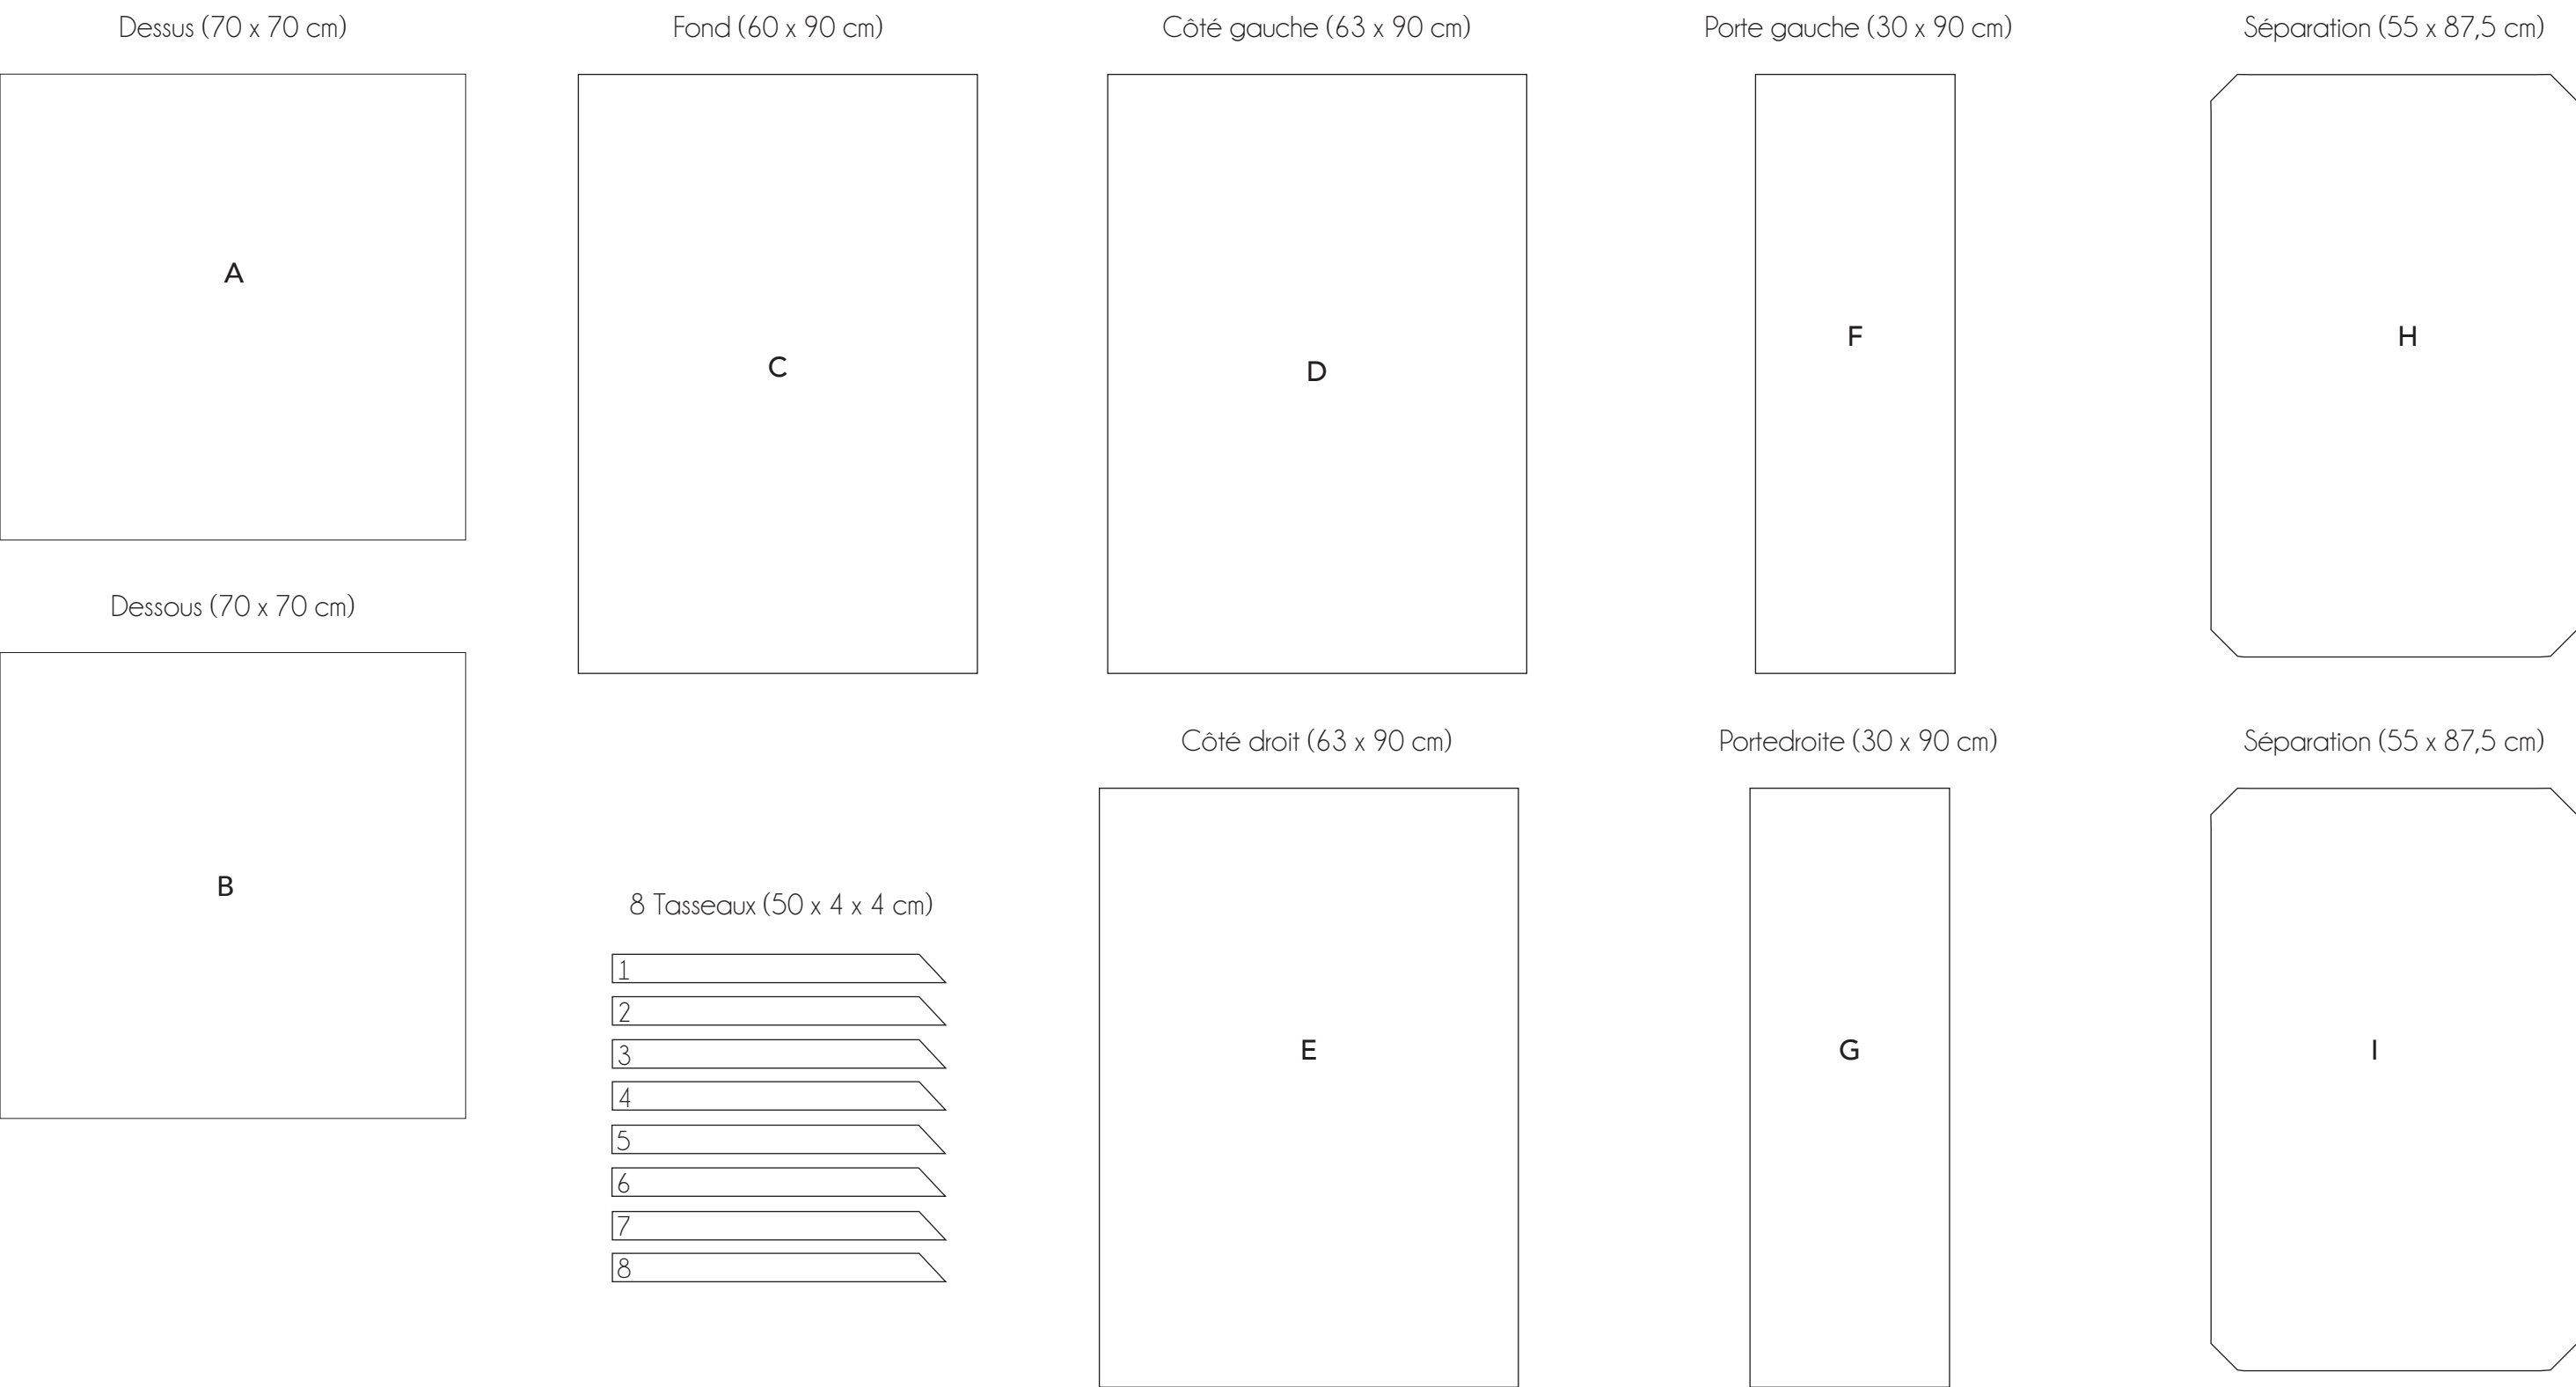 Dessus (70 x 70 cm)
Fond (60 x 90 cm)
Côté gauche (63 x 90 cm)
Porte gauche (30 x 90 cm)
Séparation (55 x 87,5 cm)
A
C
D
F
H
Dessous (70 x 70 cm)
B
Côté droit (63 x 90 cm)
Portedroite (30 x 90 cm)
Séparation (55 x 87,5 cm)
8 Tasseaux (50 x 4 x 4 cm)
1
2
3
4
5
6
7
8
E
G
I